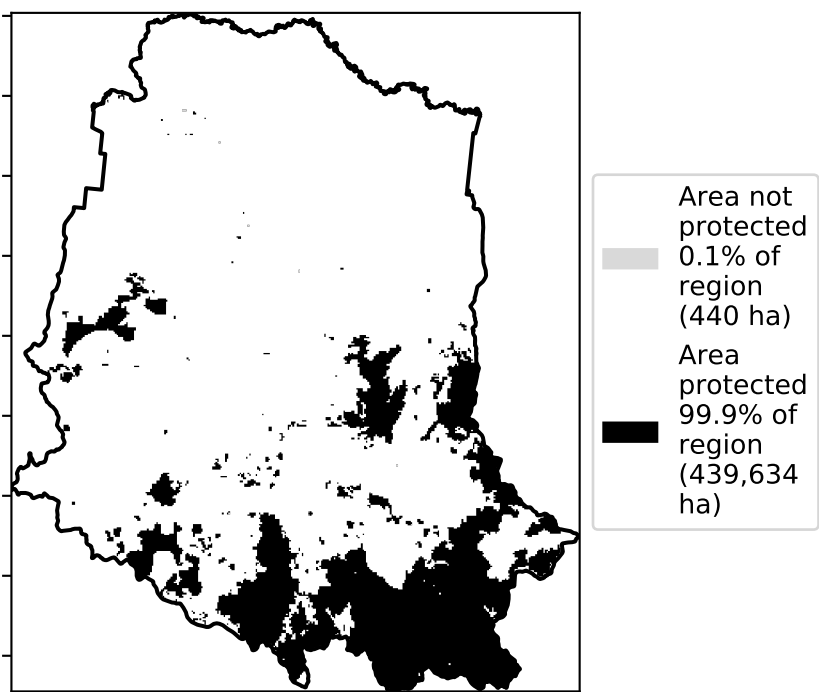 Area not
protected
0.1% of
region
(440 ha)
Area
protected
99.9% of
region
(439,634
ha)